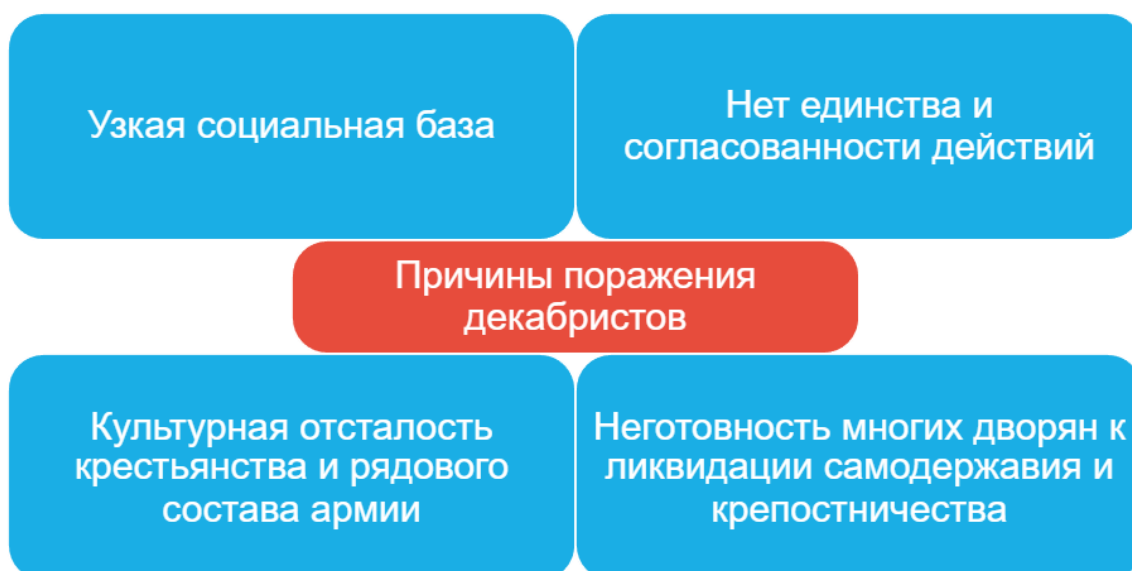 Узкая социальная база
Нет единства и
согласованности действий
Причины поражения
декабристов
Культурная отсталость
крестьянства и рядового
состава армии
Неготовность многих дворян к
ликвидации самодержавия и
крепостничества